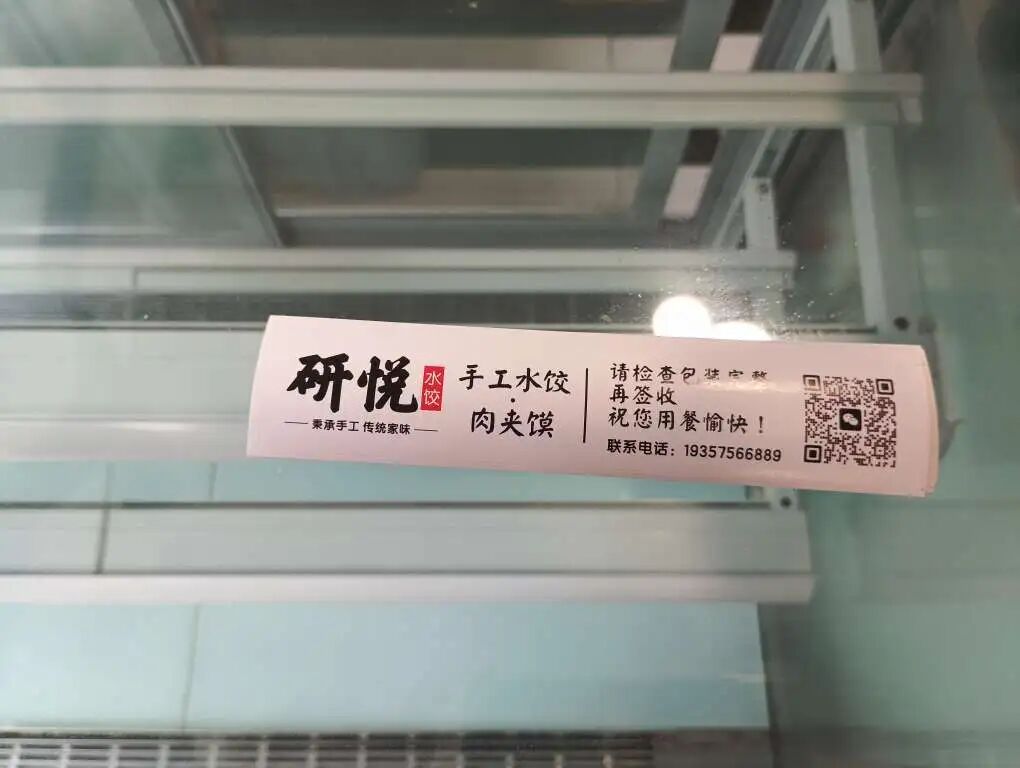 研悦
水饺
秉承手工 传统家味
手工水饺
·
肉夹馍
请检查包装完整
再签收
祝您用餐愉快！
联系电话：19357566889